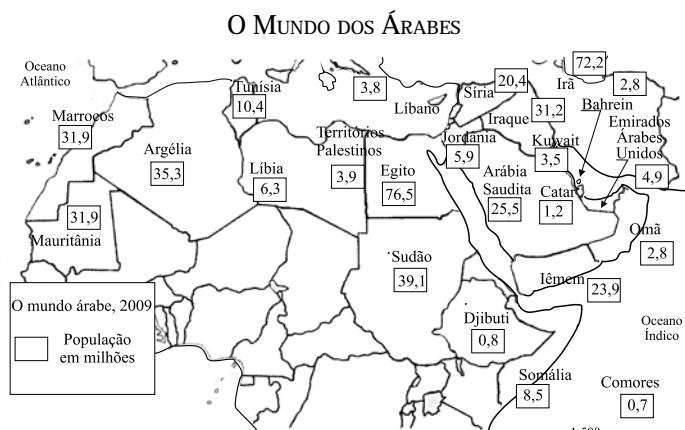 O MUNDO DOS ÁRABES
Oceano
Atlântico
72,2
Tunísia
10,4
3,8
Líbano
Síria
20,4
Irã
2,8
Bahrein
Marrocos
31,9
Iraque
31,2
Emirados
Árabes
Unidos
4,9
Argélia
35,3
Territórios
Palestinos
3,9
Jordânia
5,9
Kuwait
3,5
Líbia
6,3
Egito
76,5
Arábia
Saudita
25,5
Catar
1,2
31,9
Mauritânia
Omã
2,8
Sudão
39,1
Iêmem
23,9
O mundo árabe, 2009
População
em milhões
Djibuti
0,8
Oceano
Índico
Somália
8,5
Comores
0,7